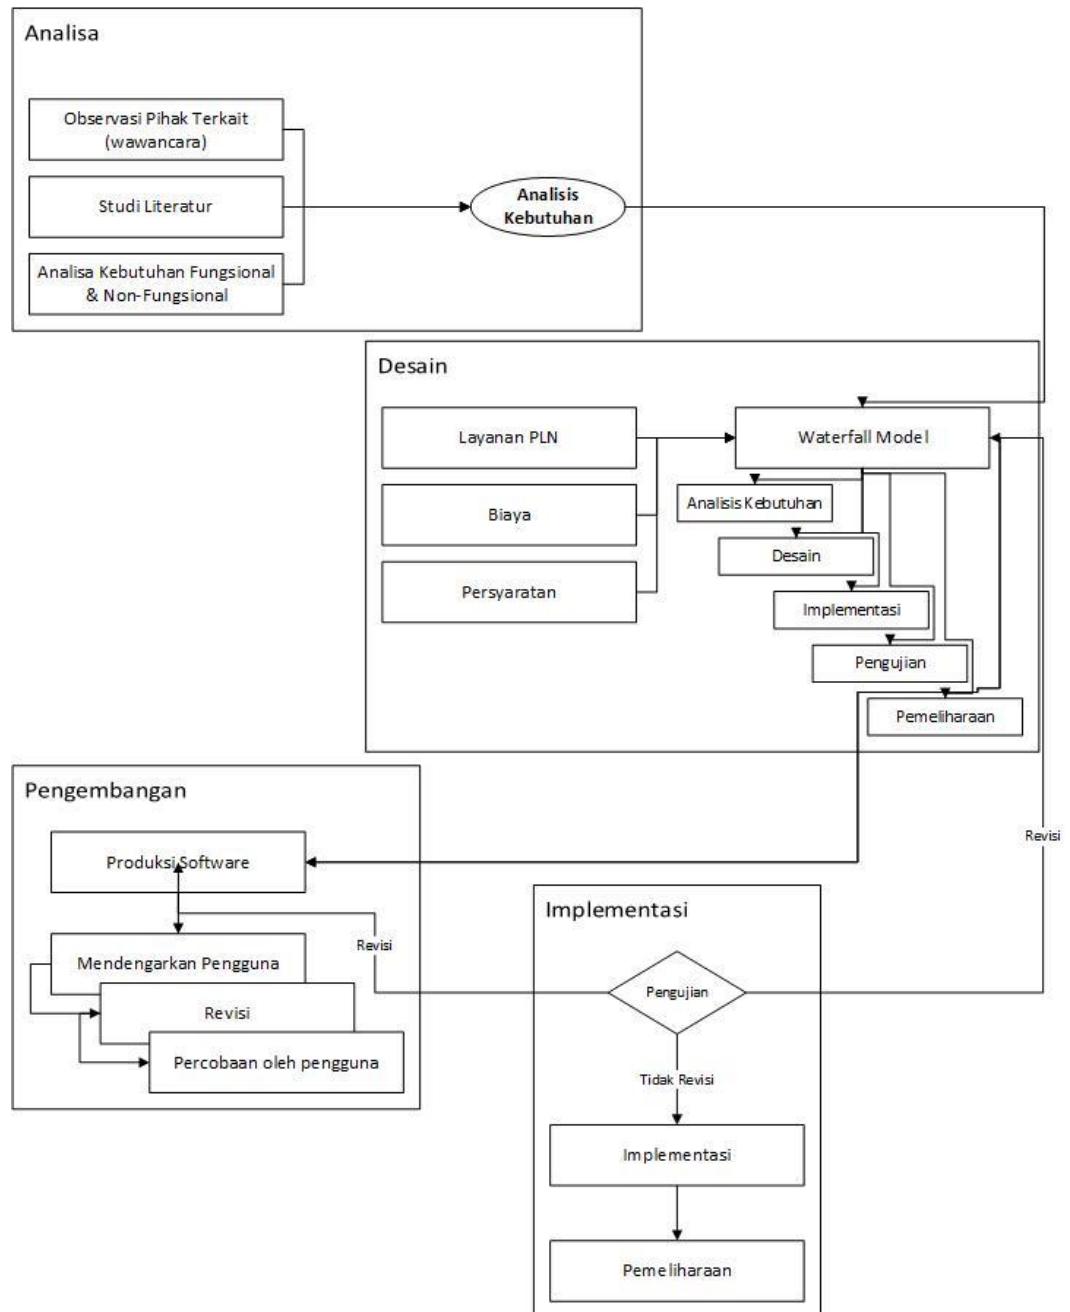 Analisa
Observasi Pihak Terkait
(wawancara)
Studi Literatur
Analisa Kebutuhan Fungsional
& Non-Fungsional
Analisis
Kebutuhan
Desain
Layanan PLN
Biaya
Persyaratan
Waterfall Model
Analisis Kebutuhan
Desain
Implementasi
Pengujian
Pemeliharaan
Pengembangan
Produksi Software
Revisi
Mendengarkan Pengguna
Revisi
Percobaan oleh pengguna
Revisi
Implementasi
Pengujian
Tidak Revisi
Implementasi
Pemeliharaan